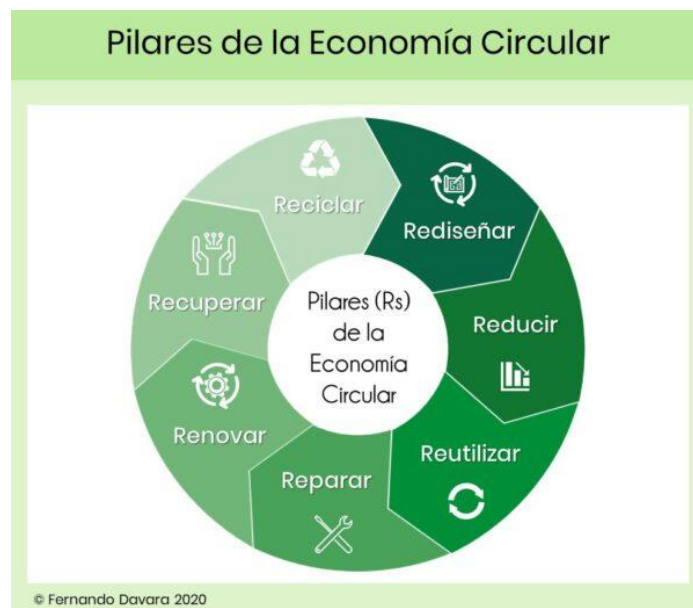 Pilares de la Economía Circular
Reciclar
Rediseñar
Recuperar
Pilares (Rs)
de la
Economía
Circular
Reducir
Renovar
Reutilizar
Reparar
© Fernando Davara 2020